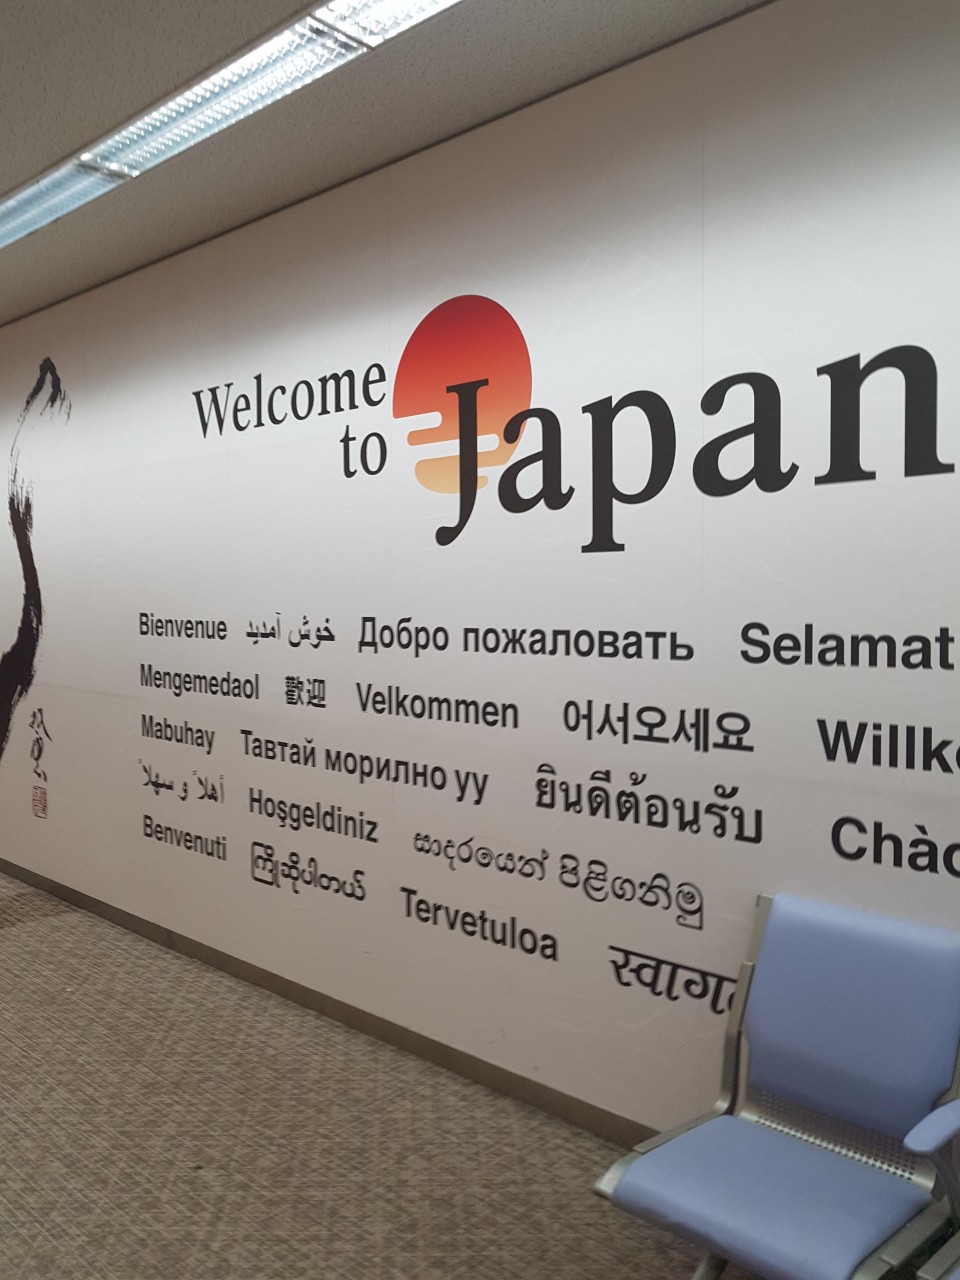 Welcome
to Japan
Bienvenue خوش آمدید Добро пожаловать Selamat
Mengemedaol 歡迎 Velkommen 어서오세요
Mabuhay Тавтай морилно уу ยินดีต้อนรับ
أهلاً و سهلاً Hoşgeldiniz සාදරයෙන් පිළිගනිමු
Benvenuti ကြိုဆိုပါတယ် Tervetuloa